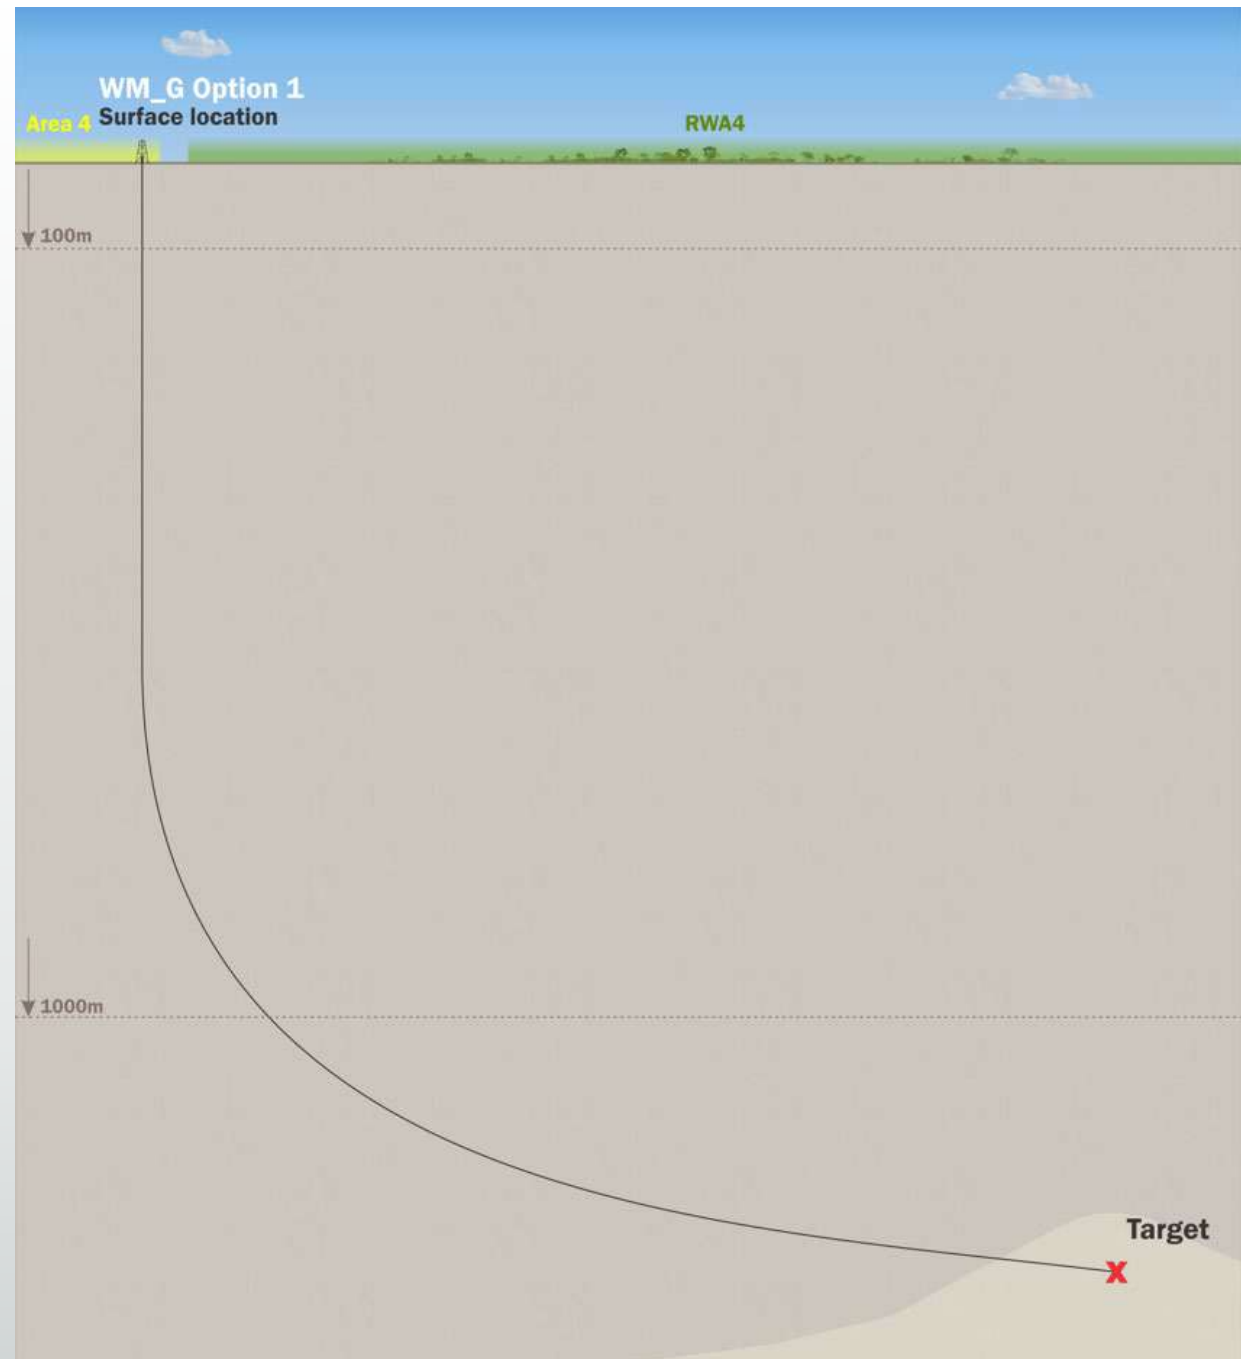 WM_G Option 1
Surface location
Area 4
RWA4
100m
1000m
Target
X